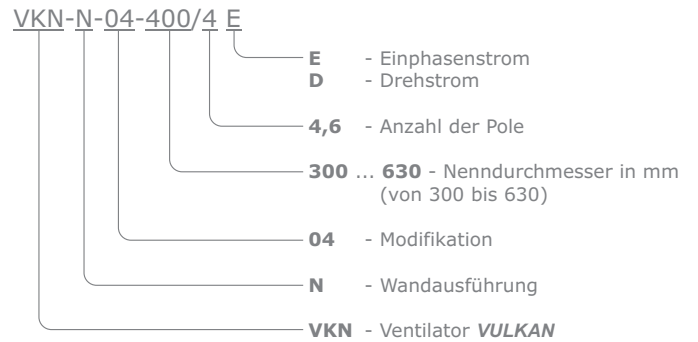 VKN-N-04-400/4 E
E - Einphasenstrom
D - Drehstrom
4,6 - Anzahl der Pole
300 ... 630 - Nenndurchmesser in mm
(von 300 bis 630)
04 - Modifikation
N - Wandausführung
VKN - Ventilator VULKAN